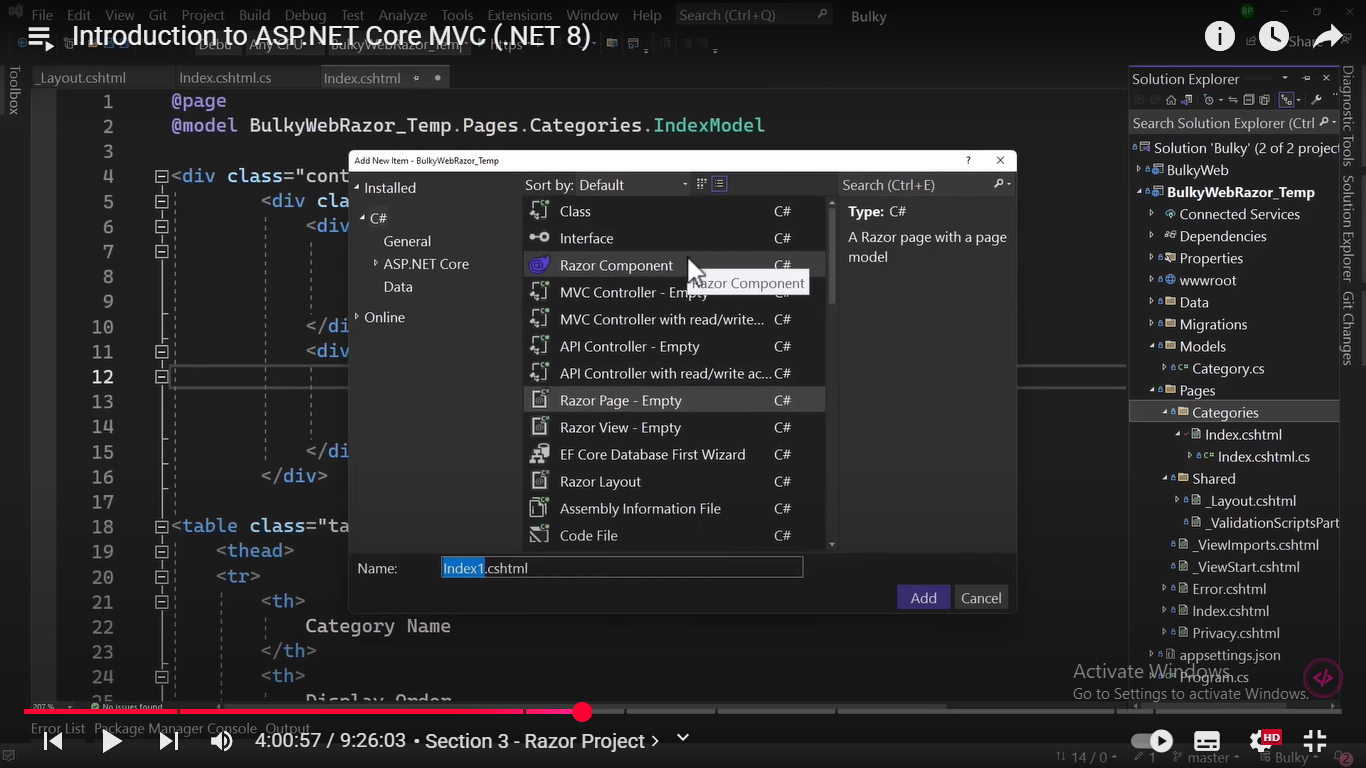 File Edit View Git Project Build Debug Test Analyze Tools Extensions Window Help Search (Ctrl+Q) Bulky
Introduction to ASP.NET Core MVC (.NET 8)
Toolbox
_Layout.cshtml Index.cshtml.cs Index.cshtml
1 @page
2 @model BulkyWebRazor_Temp.Pages.Categories.IndexModel
3
4 <div class="cont
5 <div cla
6 <div
7
8
9
10 </di
11 <div
12
13
14
15 </di
16 </div>
17
18 <table class="ta
19 <thead>
20 <tr>
21 <th>
22 Category Name
23 </th>
24 <th>
25 Display Order
207 % No issues found
Add New Item - BulkyWebRazor_Temp
?
Installed
C#
General
ASP.NET Core
Data
Online
Sort by: Default
Search (Ctrl+E)
Class C#
Interface C#
Razor Component C#
Razor Component
MVC Controller - Empty C#
MVC Controller with read/write... C#
API Controller - Empty C#
API Controller with read/write ac... C#
Razor Page - Empty C#
Razor View - Empty C#
EF Core Database First Wizard C#
Razor Layout C#
Assembly Information File C#
Code File C#
Type: C#
A Razor page with a page
model
Name: Index1.cshtml
Add Cancel
Solution Explorer
Search Solution Explorer (Ctrl
Solution 'Bulky' (2 of 2 project
BulkyWeb
BulkyWebRazor_Temp
Connected Services
Dependencies
Properties
wwwroot
Data
Migrations
Models
C# Category.cs
Pages
Categories
Index.cshtml
C# Index.cshtml.cs
Shared
_Layout.cshtml
_ValidationScriptsPart
_ViewImports.cshtml
_ViewStart.cshtml
Error.cshtml
Index.cshtml
Privacy.cshtml
appsettings.json
Program.cs
Diagnostic Tools Solution Explorer Git Changes
Activate Windows
Go to Settings to activate Windows.
Error List Package Manager Console Output
4:00:57 / 9:26:03 • Section 3 - Razor Project
HD
14 / 0 1 master Bulky 2